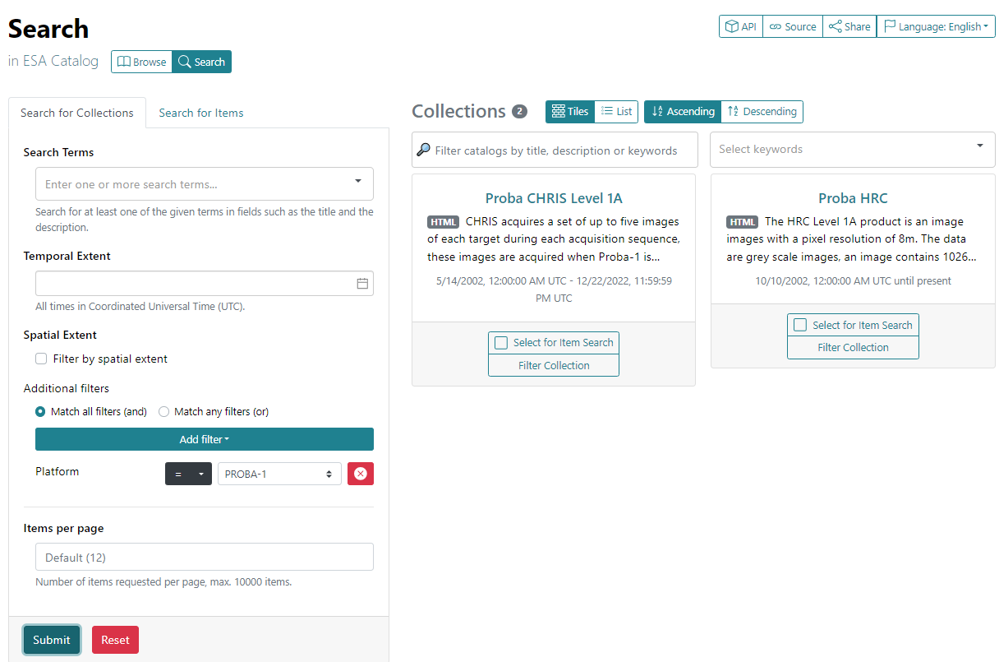 Search
in ESA Catalog
Browse
Search
API
Source
Share
Language: English
Search for Collections
Search for Items
Search Terms
Enter one or more search terms...
Search for at least one of the given terms in fields such as the title and the
description.
Temporal Extent
All times in Coordinated Universal Time (UTC).
Spatial Extent
Filter by spatial extent
Additional filters
Match all filters (and)
Match any filters (or)
Add filter
Platform
=
PROBA-1
Items per page
Default (12)
Number of items requested per page, max. 10000 items.
Submit
Reset
Collections 2
Tiles
List
Ascending
Descending
Filter catalogs by title, description or keywords
Select keywords
Proba CHRIS Level 1A
HTML CHRIS acquires a set of up to five images
of each target during each acquisition sequence,
these images are acquired when Proba-1 is...
5/14/2002, 12:00:00 AM UTC - 12/22/2022, 11:59:59
PM UTC
Select for Item Search
Filter Collection
Proba HRC
HTML The HRC Level 1A product is an image
images with a pixel resolution of 8m. The data
are grey scale images, an image contains 1026...
10/10/2002, 12:00:00 AM UTC until present
Select for Item Search
Filter Collection